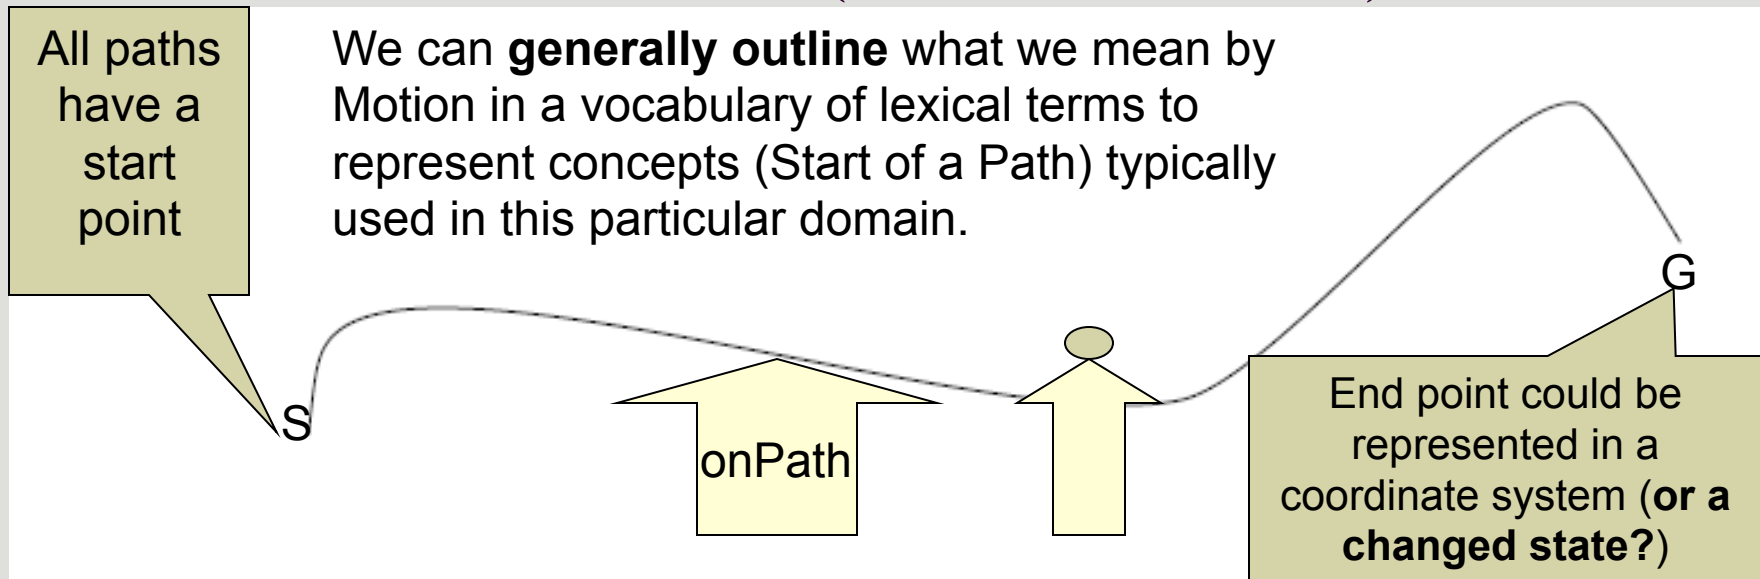 All paths
have a
start
point
We can generally outline what we mean by
Motion in a vocabulary of lexical terms to
represent concepts (Start of a Path) typically
used in this particular domain.
G
S
onPath
End point could be
represented in a
coordinate system (or a
changed state?)